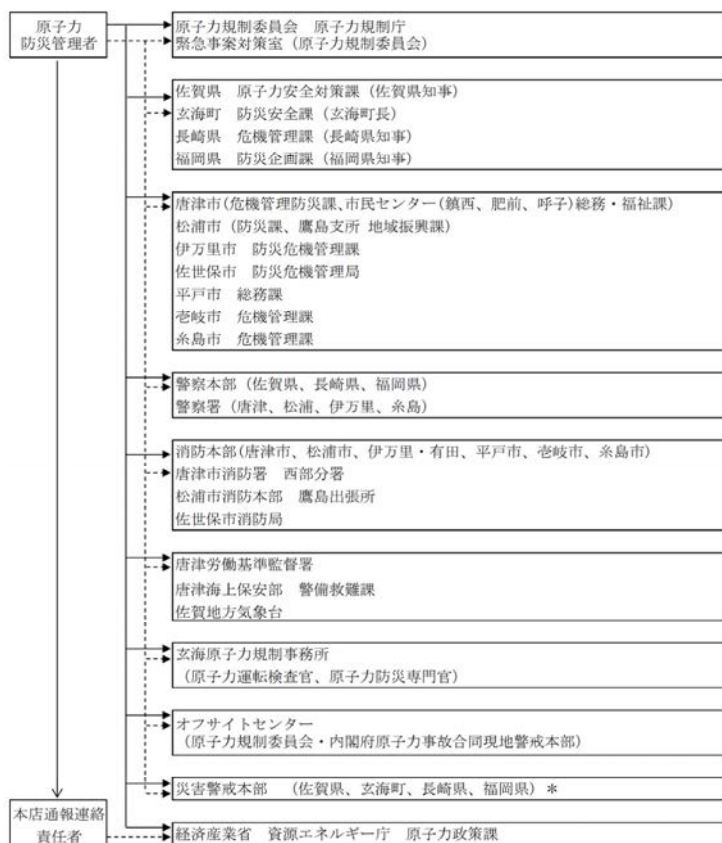 原子力
防災管理者
原子力規制委員会　原子力規制庁
緊急事案対策室（原子力規制委員会）
佐賀県　原子力安全対策課（佐賀県知事）
玄海町　防災安全課（玄海町長）
長崎県　危機管理課（長崎県知事）
福岡県　防災企画課（福岡県知事）
唐津市(危機管理防災課、市民センター(鎮西、肥前、呼子)総務・福祉課)
松浦市（防災課、鷹島支所 地域振興課）
伊万里市　防災危機管理課
佐世保市　防災危機管理局
平戸市　総務課
壱岐市　危機管理課
糸島市　危機管理課
警察本部（佐賀県、長崎県、福岡県）
警察署（唐津、松浦、伊万里、糸島）
消防本部(唐津市、松浦市、伊万里・有田、平戸市、壱岐市、糸島市)
唐津市消防署　西部分署
松浦市消防本部　鷹島出張所
佐世保市消防局
唐津労働基準監督署
唐津海上保安部　警備救難課
佐賀地方気象台
玄海原子力規制事務所
（原子力運転検査官、原子力防災専門官）
オフサイトセンター
（原子力規制委員会・内閣府原子力事故合同現地警戒本部）
災害警戒本部　（佐賀県、玄海町、長崎県、福岡県）＊
本店通報連絡
責任者
経済産業省　資源エネルギー庁　原子力政策課